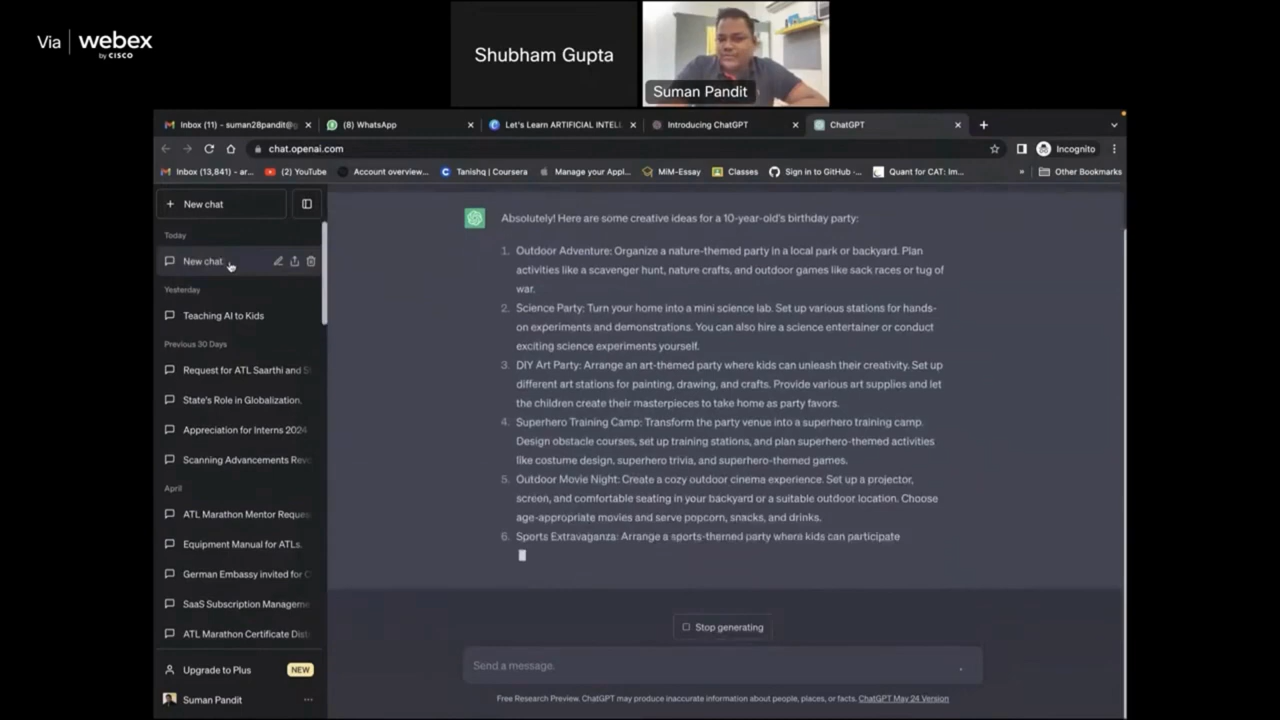 Via webex
by CISCO
Shubham Gupta
Suman Pandit
Inbox (11) - suman28pandit@g
(8) WhatsApp
Let's Learn ARTIFICIAL INTEL
Introducing ChatGPT
ChatGPT
chat.openai.com
Incognito
Inbox (13,841) - ar...
(2) YouTube
Account overview...
Tanishq | Coursera
Manage your Appl...
MiM-Essay
Classes
Sign in to GitHub ·...
Quant for CAT: Im...
»
Other Bookmarks
New chat
Today
New chat
Yesterday
Teaching AI to Kids
Previous 30 Days
Request for ATL Saarthi and
State's Role in Globalization.
Appreciation for Interns 2024
Scanning Advancements
April
ATL Marathon Mentor Reques
Equipment Manual for ATLs.
German Embassy invited for
SaaS Subscription Manageme
ATL Marathon Certificate Dist
Upgrade to Plus NEW
Suman Pandit ...
Absolutely! Here are some creative ideas for a 10-year-old's birthday party:
1. Outdoor Adventure: Organize a nature-themed party in a local park or backyard. Plan
activities like a scavenger hunt, nature crafts, and outdoor games like sack races or tug of
war.
2. Science Party: Turn your home into a mini science lab. Set up various stations for hands-
on experiments and demonstrations. You can also hire a science entertainer or conduct
exciting science experiments yourself.
3. DIY Art Party: Arrange an art-themed party where kids can unleash their creativity. Set up
different art stations for painting, drawing, and crafts. Provide various art supplies and let
the children create their masterpieces to take home as party favors.
4. Superhero Training Camp: Transform the party venue into a superhero training camp.
Design obstacle courses, set up training stations, and plan superhero-themed activities
like costume design, superhero trivia, and superhero-themed games.
5. Outdoor Movie Night: Create a cozy outdoor cinema experience. Set up a projector,
screen, and comfortable seating in your backyard or a suitable outdoor location. Choose
age-appropriate movies and serve popcorn, snacks, and drinks.
6. Sports Extravaganza: Arrange a sports-themed party where kids can participate
Stop generating
Send a message.
Free Research Preview. ChatGPT may produce inaccurate information about people, places, or facts. ChatGPT May 24 Version